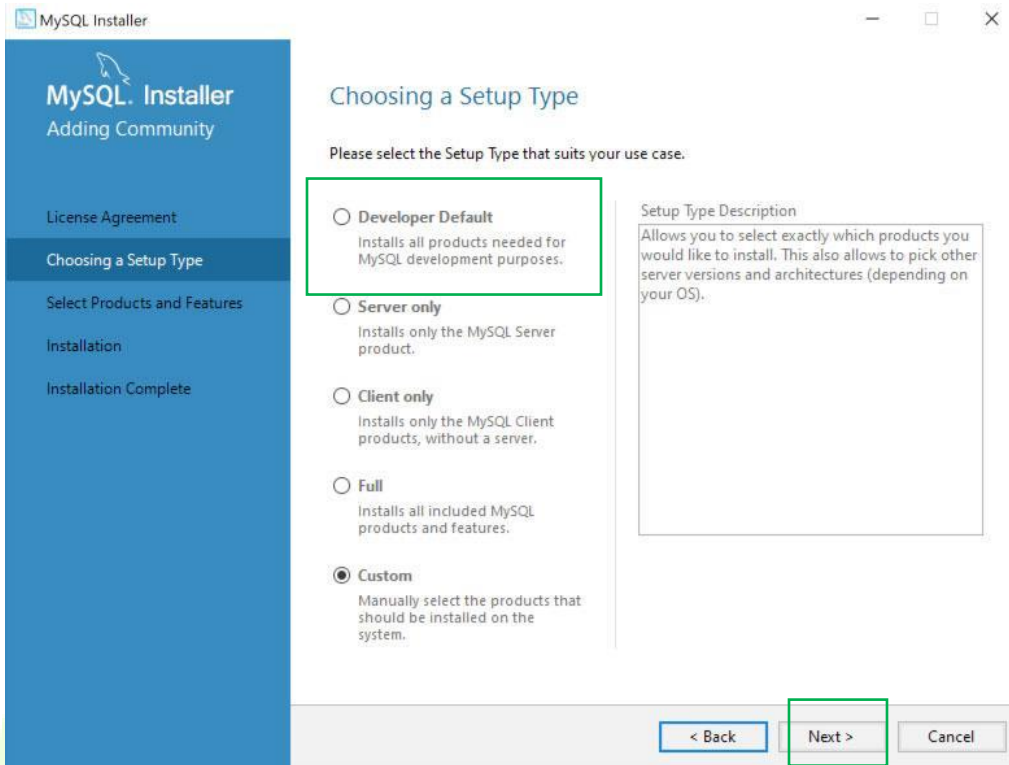 MySQL Installer
MySQL. Installer
Adding Community
License Agreement
Choosing a Setup Type
Select Products and Features
Installation
Installation Complete
Choosing a Setup Type
Please select the Setup Type that suits your use case.
Developer Default
Installs all products needed for
MySQL development purposes.
Server only
Installs only the MySQL Server
product.
Client only
Installs only the MySQL Client
products, without a server.
Full
Installs all included MySQL
products and features.
Custom
Manually select the products that
should be installed on the
system.
Setup Type Description
Allows you to select exactly which products you
would like to install. This also allows to pick other
server versions and architectures (depending on
your OS).
< Back
Next >
Cancel